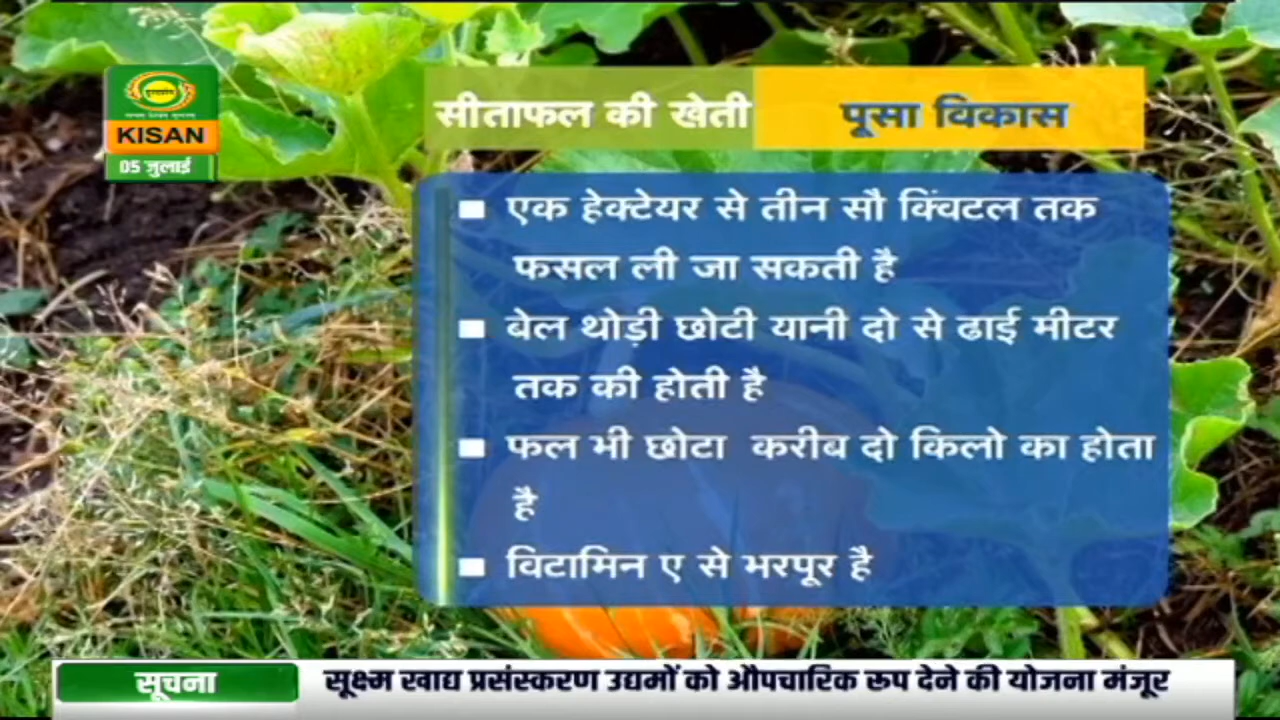 KISAN
05 जुलाई
सीताफल की खेती
पूसा विकास
■ एक हेक्टेयर से तीन सौ क्विंटल तक
फसल ली जा सकती है
■ बेल थोड़ी छोटी यानी दो से ढाई मीटर
तक की होती है
■ फल भी छोटा करीब दो किलो का होता
है
■ विटामिन ए से भरपूर है
सूचना
सूक्ष्म खाद्य प्रसंस्करण उद्यमों को औपचारिक रूप देने की योजना मंजूर